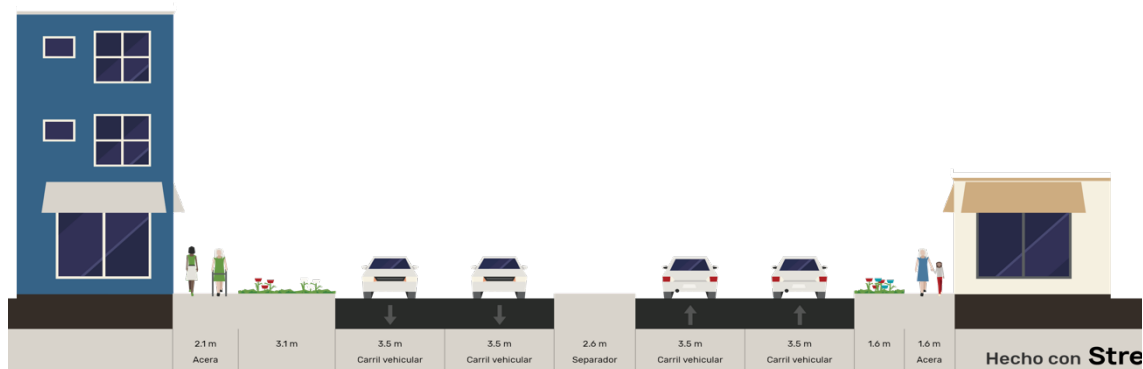 2.1 m
Acera
3.1 m
3.5 m
Carril vehicular
3.5 m
Carril vehicular
2.6 m
Separador
3.5 m
Carril vehicular
3.5 m
Carril vehicular
1.6 m
1.6 m
Acera
Hecho con Stre